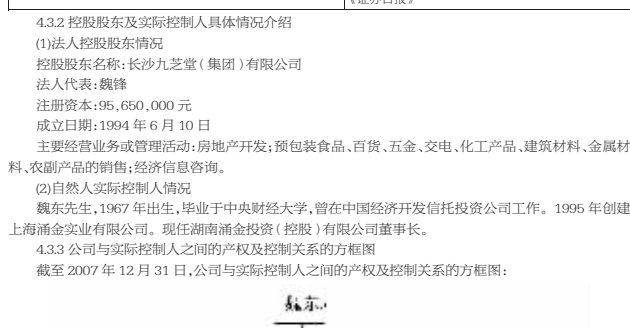 《证券日报》
4.3.2 控股股东及实际控制人具体情况介绍
(1)法人控股股东情况
控股股东名称:长沙九芝堂(集团)有限公司
法人代表:魏锋
注册资本:95,650,000 元
成立日期:1994 年 6 月 10 日
主要经营业务或管理活动:房地产开发;预包装食品、百货、五金、交电、化工产品、建筑材料、金属材
料、农副产品的销售;经济信息咨询。
(2)自然人实际控制人情况
魏东先生,1967 年出生,毕业于中央财经大学,曾在中国经济开发信托投资公司工作。1995 年创建
上海涌金实业有限公司。现任湖南涌金投资(控股)有限公司董事长。
4.3.3 公司与实际控制人之间的产权及控制关系的方框图
截至 2007 年 12 月 31 日,公司与实际控制人之间的产权及控制关系的方框图:
魏东